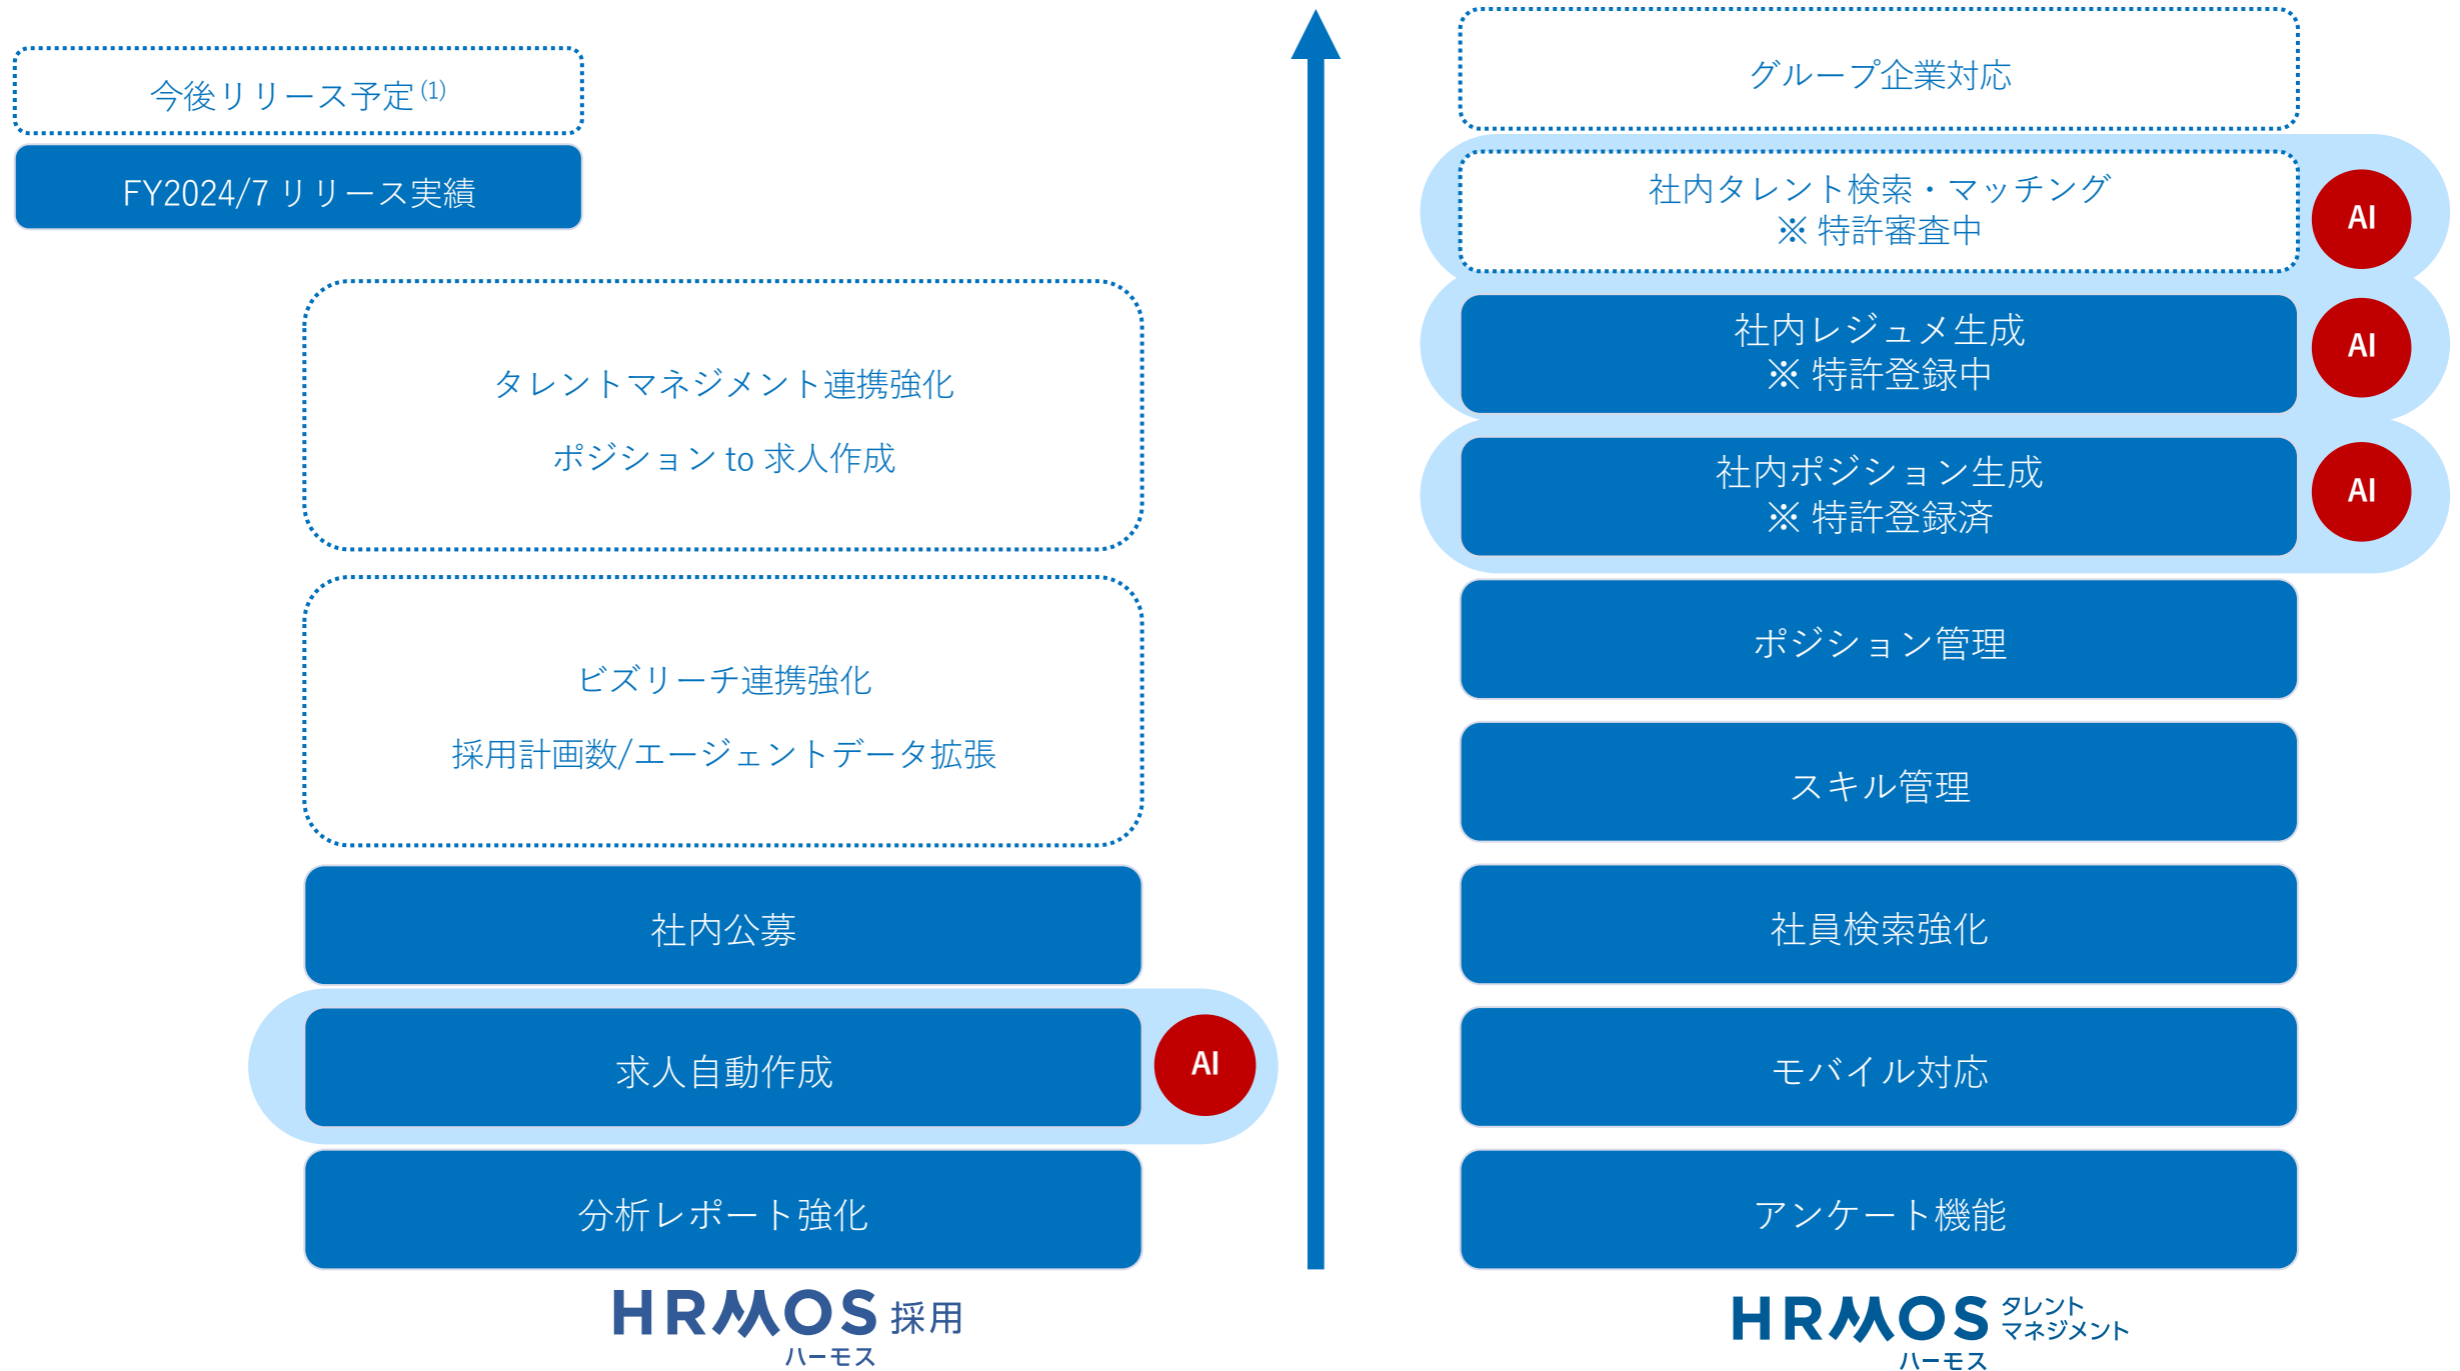 今後リリース予定 (1)
FY2024/7 リリース実績
タレントマネジメント連携強化
ポジション to 求人作成
ビズリーチ連携強化
採用計画数/エージェントデータ拡張
社内公募
求人自動作成
AI
分析レポート強化
HRMOS 採用
ハーモス
グループ企業対応
社内タレント検索・マッチング
※ 特許審査中
AI
社内レジュメ生成
※ 特許登録中
AI
社内ポジション生成
※ 特許登録済
AI
ポジション管理
スキル管理
社員検索強化
モバイル対応
アンケート機能
HRMOS タレント
マネジメント
ハーモス